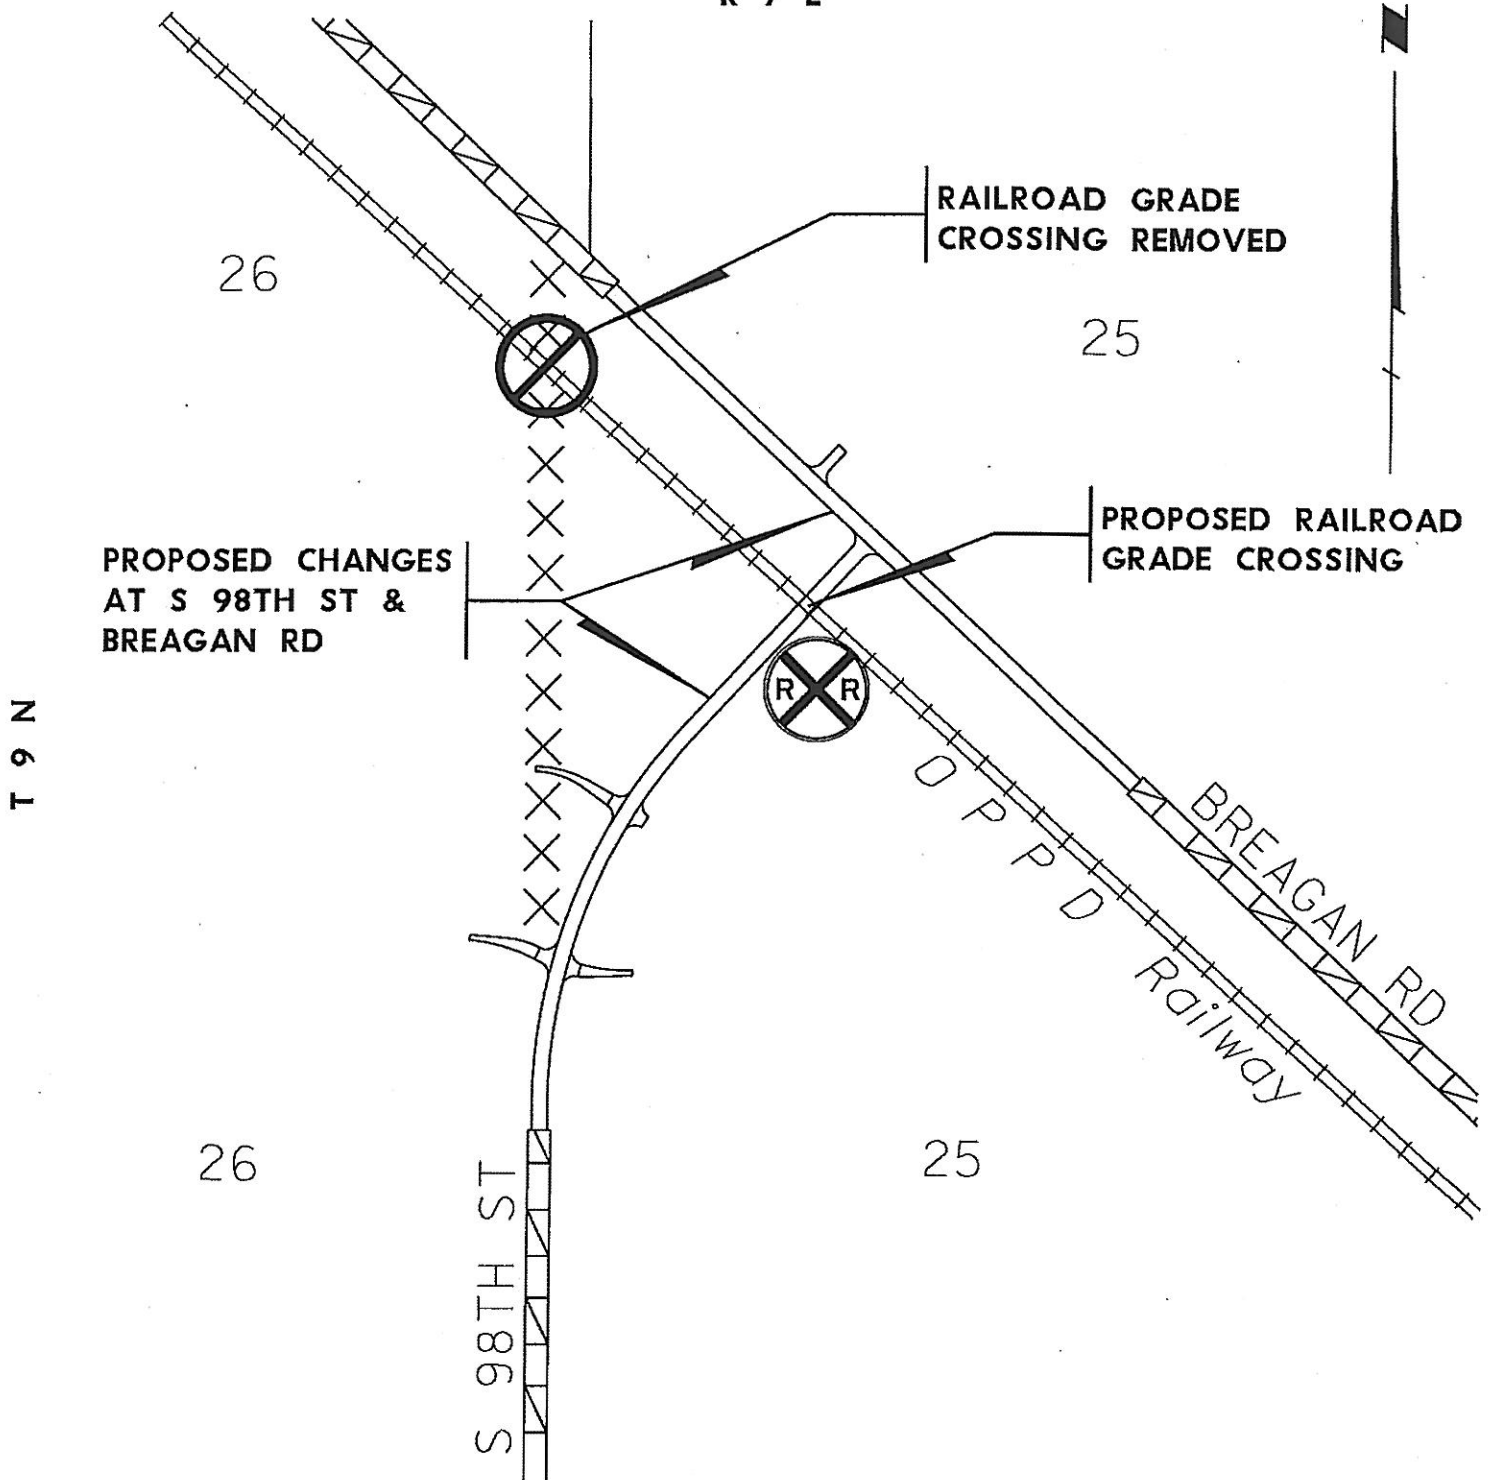 RAILROAD GRADE
CROSSING REMOVED
26
25
PROPOSED RAILROAD
GRADE CROSSING
PROPOSED CHANGES
AT S 98TH ST &
BREAGAN RD
R R
T 9 N
OPPD Railway
BREAGAN RD
26
25
S 98TH ST